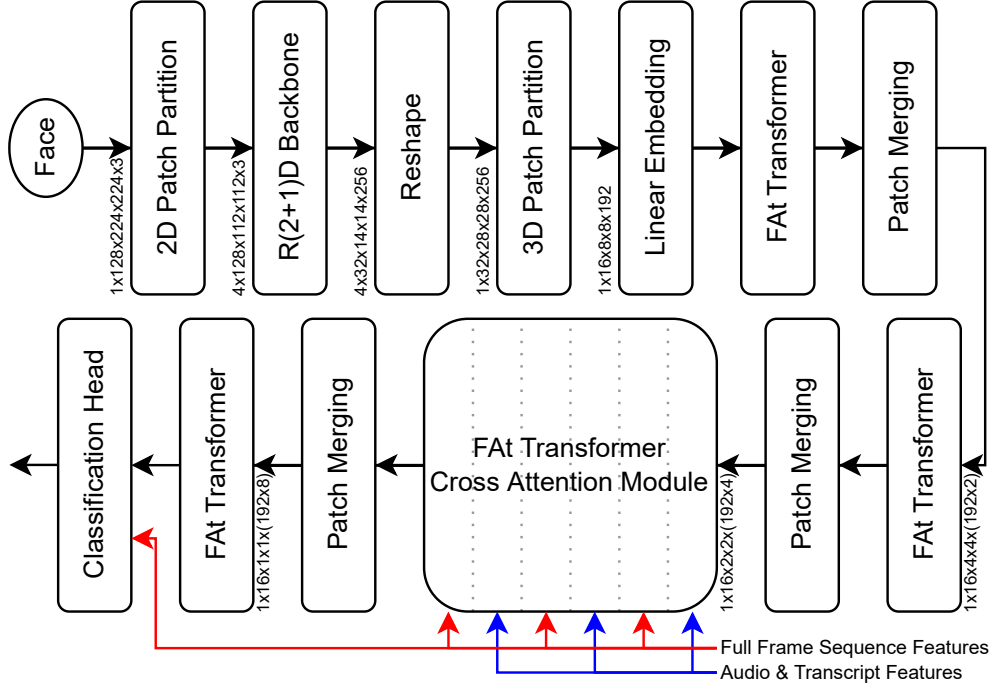 Face
1x128x224x224x3
2D Patch Partition
4x128x112x112x3
R(2+1)D Backbone
4x32x14x14x256
Reshape
1x32x28x28x256
3D Patch Partition
1x16x8x8x192
Linear Embedding
FAt Transformer
Patch Merging
1x16x4x4x(192x2)
FAt Transformer
Patch Merging
1x16x2x2x(192x4)
FAt Transformer
Cross Attention Module
Patch Merging
1x16x1x1x(192x8)
FAt Transformer
Classification Head
Full Frame Sequence Features
Audio & Transcript Features